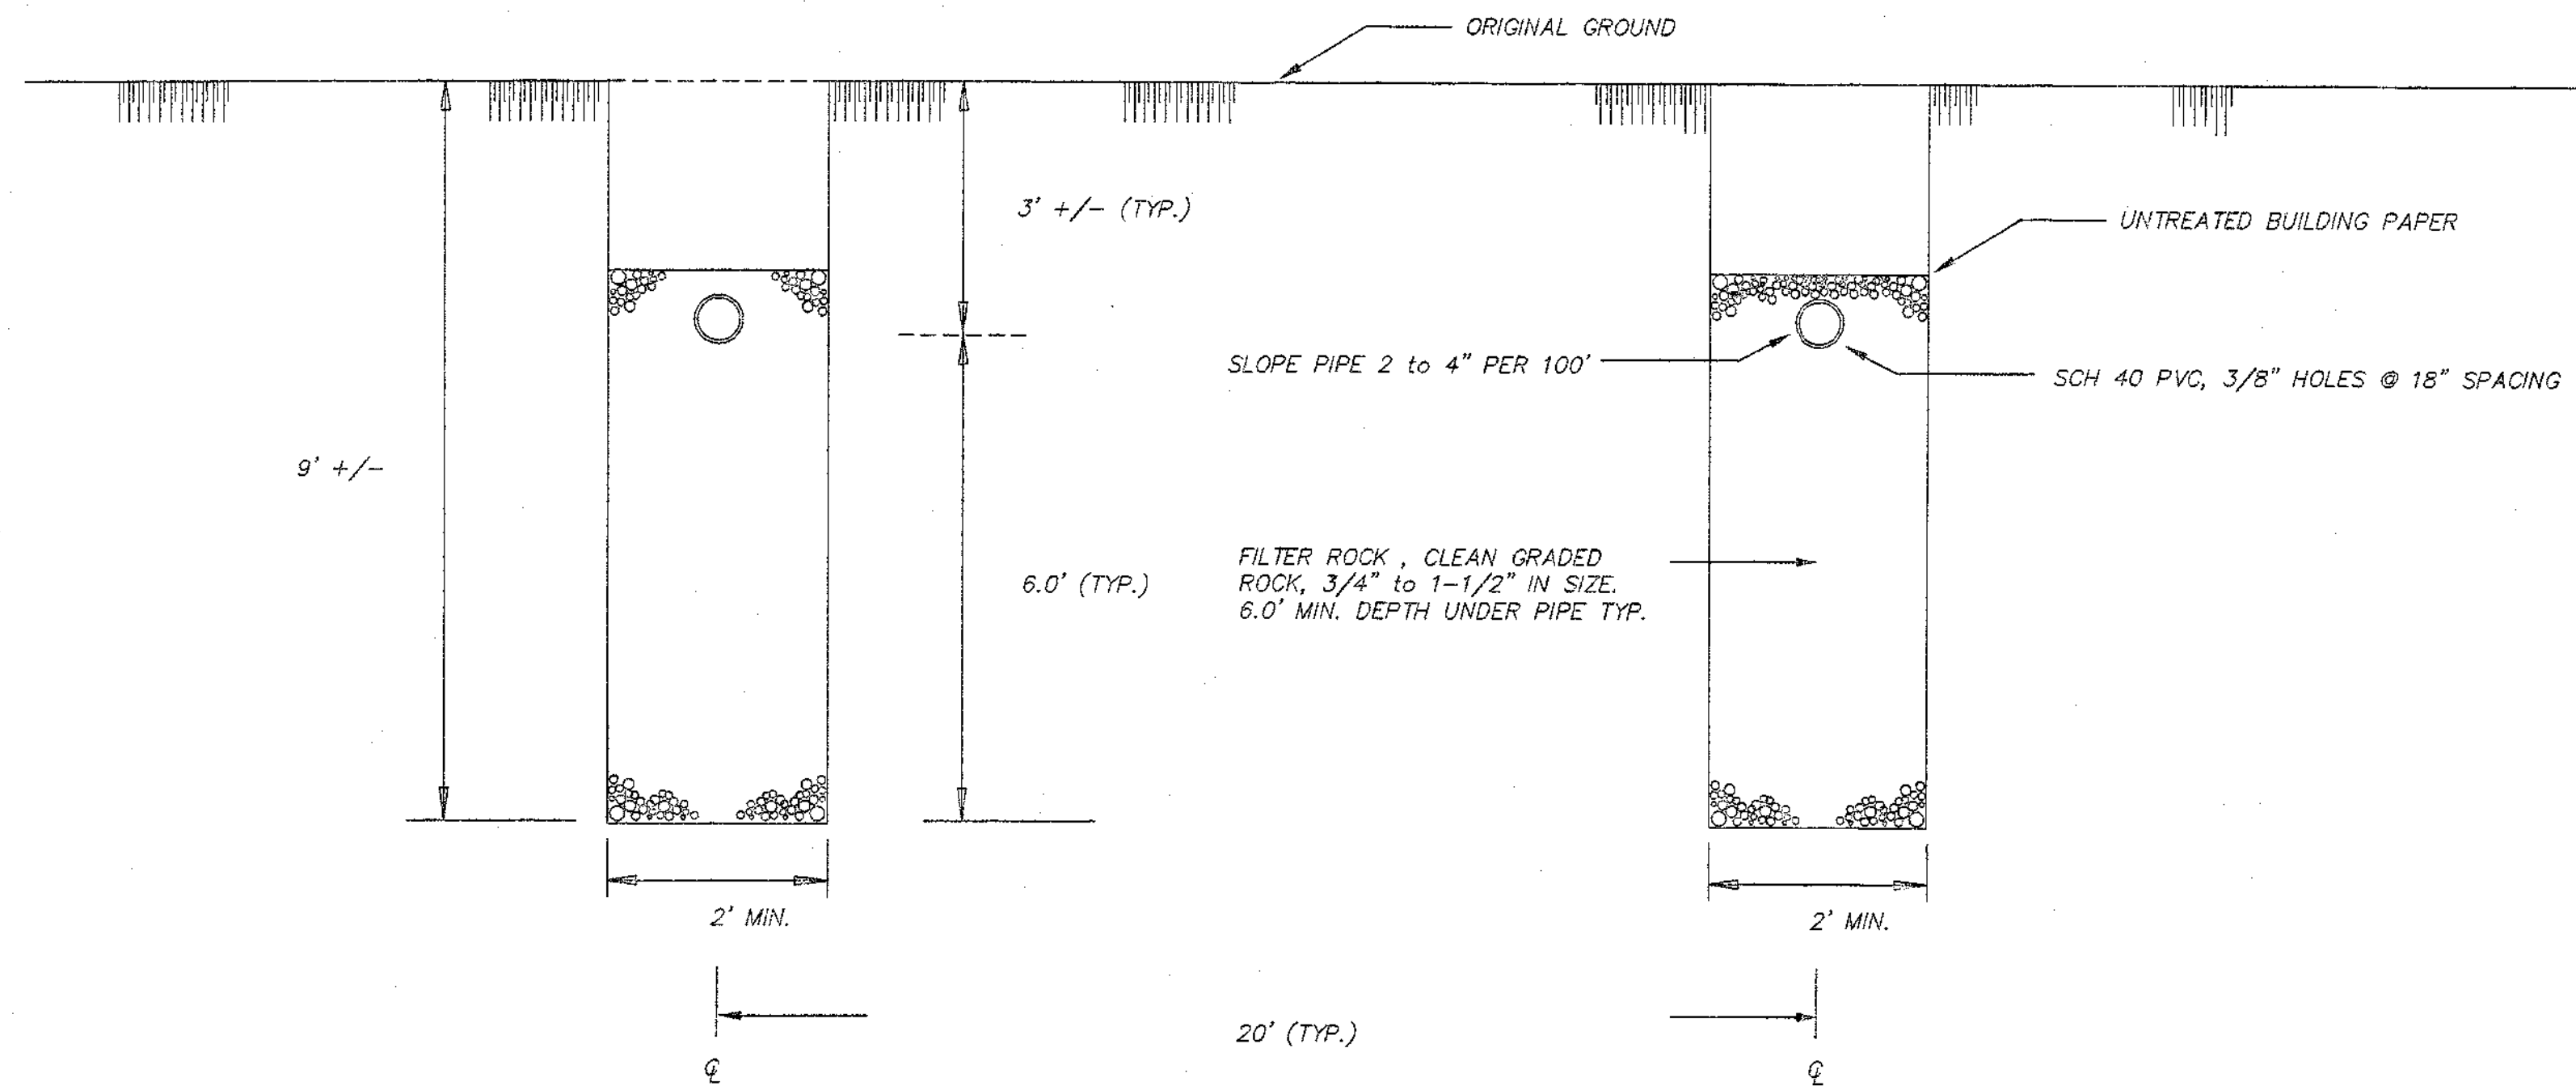 ORIGINAL GROUND
3' +/- (TYP.)
UNTREATED BUILDING PAPER
SLOPE PIPE 2 to 4" PER 100'
SCH 40 PVC, 3/8" HOLES @ 18" SPACING
9' +/-
6.0' (TYP.)
FILTER ROCK , CLEAN GRADED
ROCK, 3/4" to 1-1/2" IN SIZE.
6.0' MIN. DEPTH UNDER PIPE TYP.
2' MIN.
2' MIN.
20' (TYP.)
℄
℄